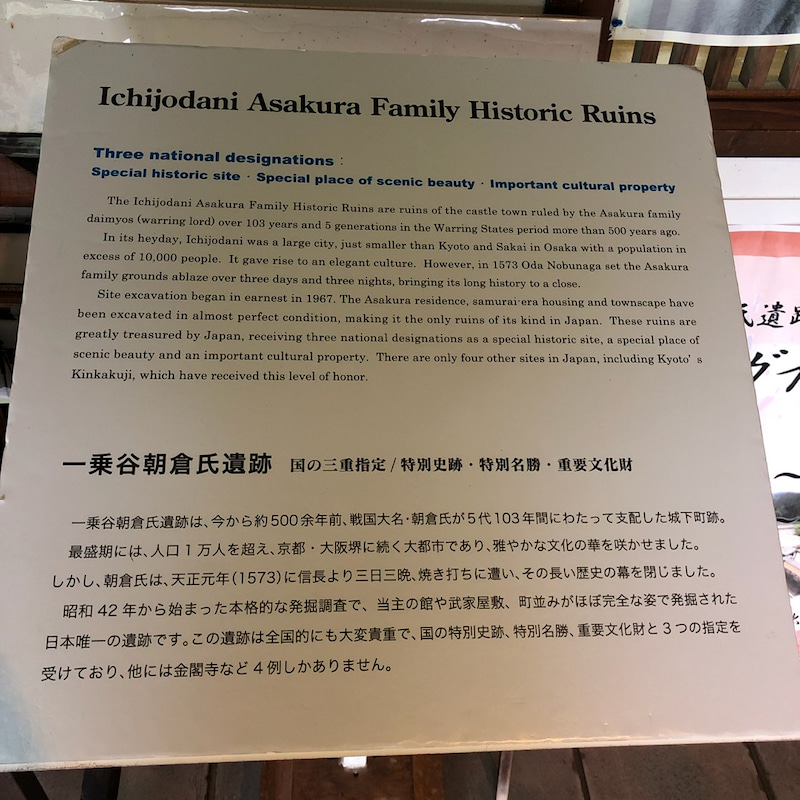 Ichijodani Asakura Family Historic Ruins
Three national designations :
Special historic site · Special place of scenic beauty · Important cultural property
The Ichijodani Asakura Family Historic Ruins are ruins of the castle town ruled by the Asakura family
daimyos (warring lord) over 103 years and 5 generations in the Warring States period more than 500 years ago.
In its heyday, Ichijodani was a large city, just smaller than Kyoto and Sakai in Osaka with a population in
excess of 10,000 people. It gave rise to an elegant culture. However, in 1573 Oda Nobunaga set the Asakura
family grounds ablaze over three days and three nights, bringing its long history to a close.
Site excavation began in earnest in 1967. The Asakura residence, samurai-era housing and townscape have
been excavated in almost perfect condition, making it the only ruins of its kind in Japan. These ruins are
greatly treasured by Japan, receiving three national designations as a special historic site, a special place of
scenic beauty and an important cultural property. There are only four other sites in Japan, including Kyoto's
Kinkakuji, which have received this level of honor.
一乗谷朝倉氏遺跡 国の三重指定/特別史跡・特別名勝・重要文化財
一乗谷朝倉氏遺跡は、今から約500余年前、戦国大名・朝倉氏が5代103年間にわたって支配した城下町跡。
最盛期には、人口1万人を超え、京都・大阪堺に続く大都市であり、雅やかな文化の華を咲かせました。
しかし、朝倉氏は、天正元年(1573)に信長より三日三晩、焼き打ちに遭い、その長い歴史の幕を閉じました。
昭和42年から始まった本格的な発掘調査で、当主の館や武家屋敷、町並みがほぼ完全な姿で発掘された
日本唯一の遺跡です。この遺跡は全国的にも大変貴重で、国の特別史跡、特別名勝、重要文化財と3つの指定を
受けており、他には金閣寺など4例しかありません。
氏遺跡